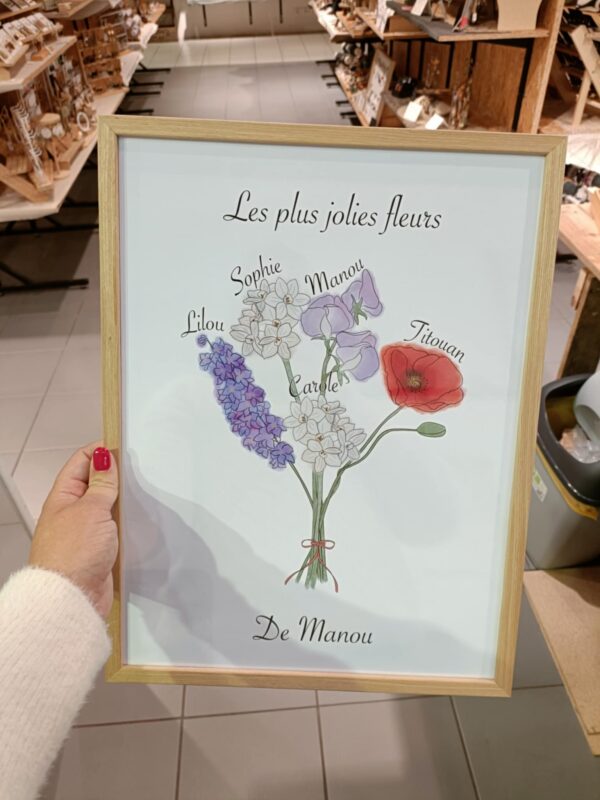 Les plus jolies fleurs
Sophie
Manou
Lilou
Titouan
Carole
De Manou